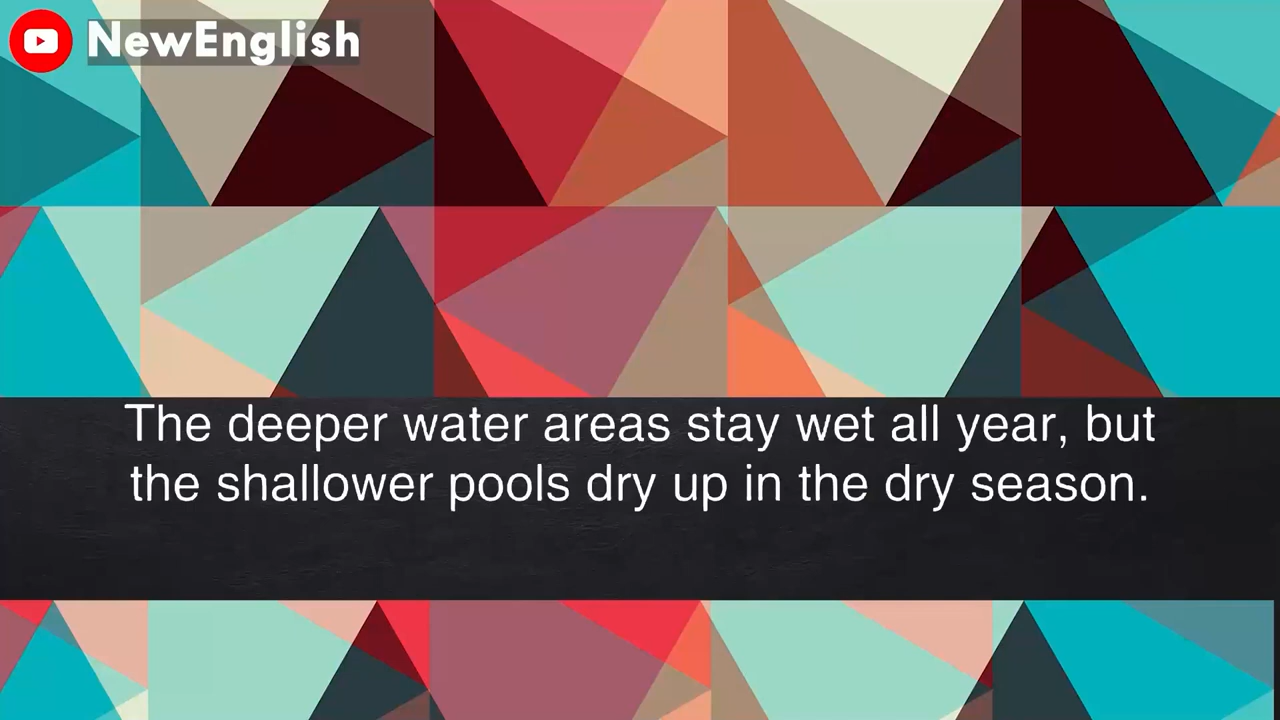 NewEnglish
The deeper water areas stay wet all year, but
the shallower pools dry up in the dry season.